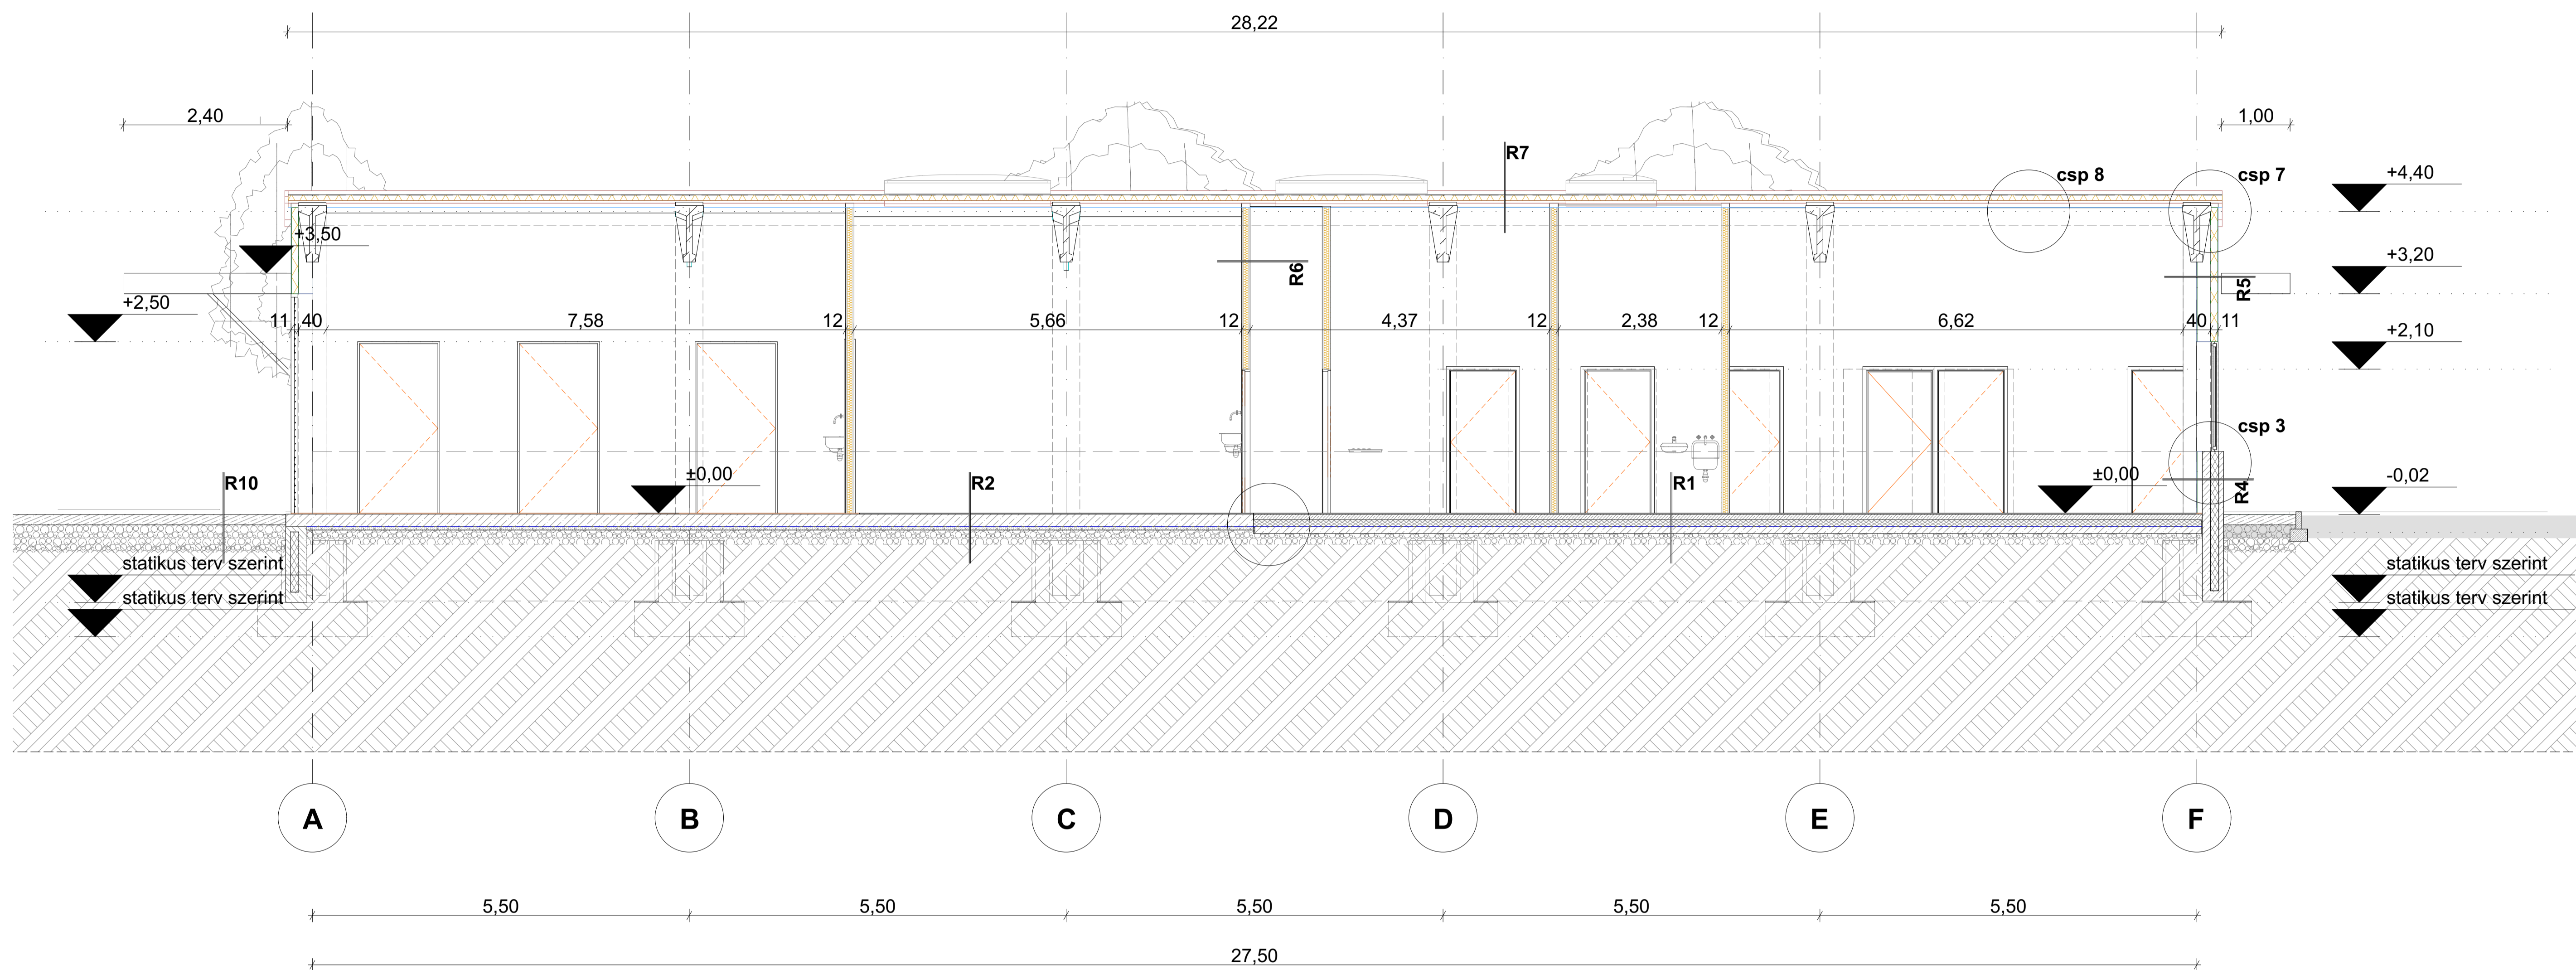 28,22
2,40
1,00
R7
csp 8
csp 7
+4,40
+3,50
+3,20
R6
R5
+2,50
11
40
7,58
12
5,66
12
4,37
12
2,38
12
6,62
40
11
+2,10
csp 3
±0,00
±0,00
-0,02
R10
R2
R1
R4
statikus terv szerint
statikus terv szerint
statikus terv szerint
statikus terv szerint
A
B
C
D
E
F
5,50
5,50
5,50
5,50
5,50
27,50